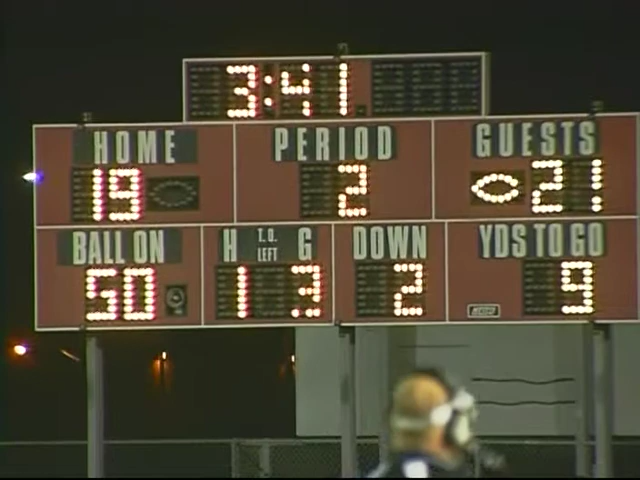 3:41
HOME PERIOD GUESTS
19 2 21
BALL ON H T.O. LEFT G DOWN YDS TO GO
50 1 3 2 9